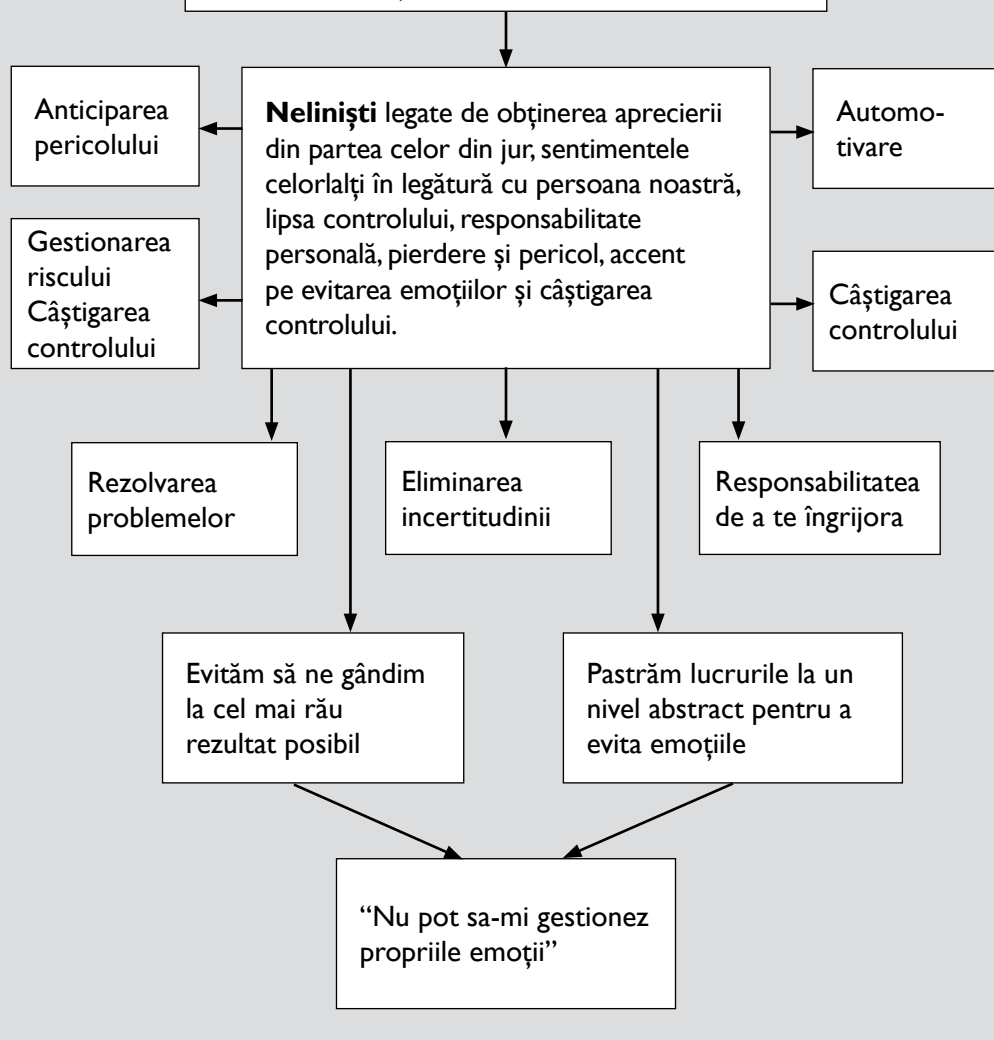 Anticiparea
pericolului
Neliniști legate de obținerea aprecierii
din partea celor din jur, sentimentele
celorlalți în legătură cu persoana noastră,
lipsa controlului, responsabilitate
personală, pierdere și pericol, accent
pe evitarea emoțiilor și câștigarea
controlului.
Automo-
tivare
Gestionarea
riscului
Câștigarea
controlului
Câștigarea
controlului
Rezolvarea
problemelor
Eliminarea
incertitudinii
Responsabilitatea
de a te îngrijora
Evităm să ne gândim
la cel mai rău
rezultat posibil
Pastrăm lucrurile la un
nivel abstract pentru a
evita emoțiile
“Nu pot sa-mi gestionez
propriile emoții”